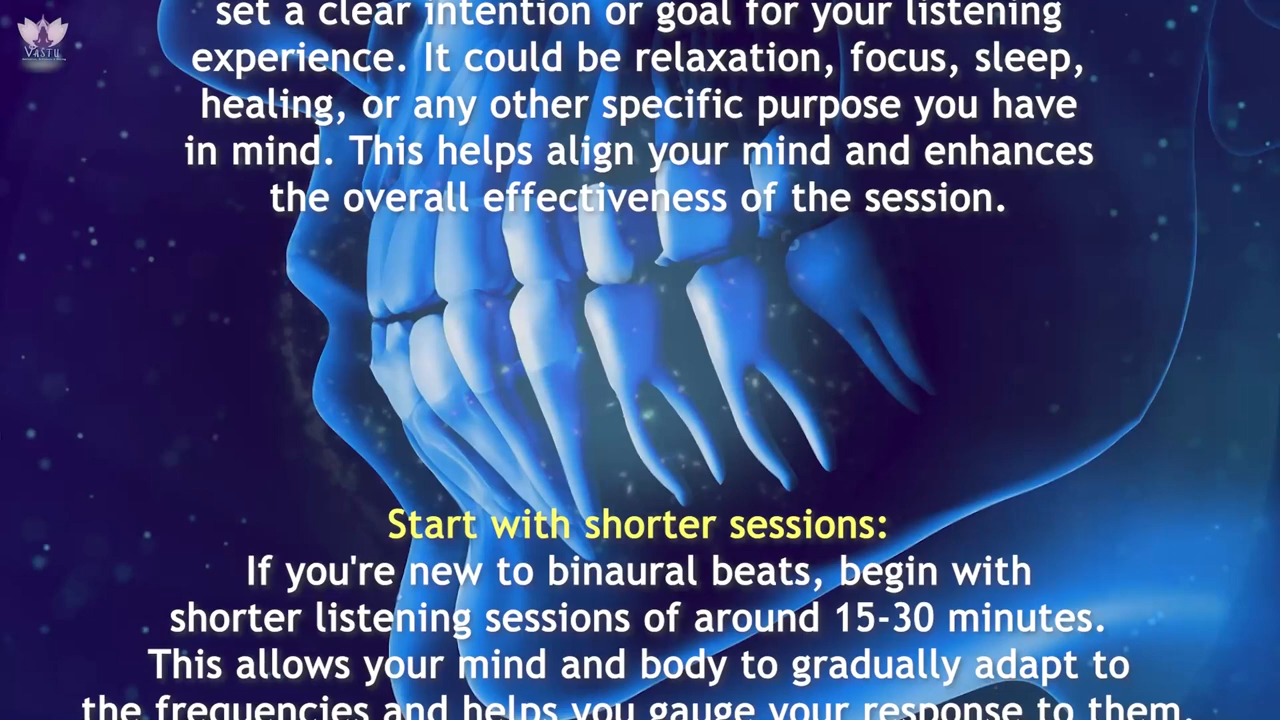 VASTU
set a clear intention or goal for your listening
experience. It could be relaxation, focus, sleep,
healing, or any other specific purpose you have
in mind. This helps align your mind and enhances
the overall effectiveness of the session.
Start with shorter sessions:
If you're new to binaural beats, begin with
shorter listening sessions of around 15-30 minutes.
This allows your mind and body to gradually adapt to
the frequencies and helps you gauge your response to them